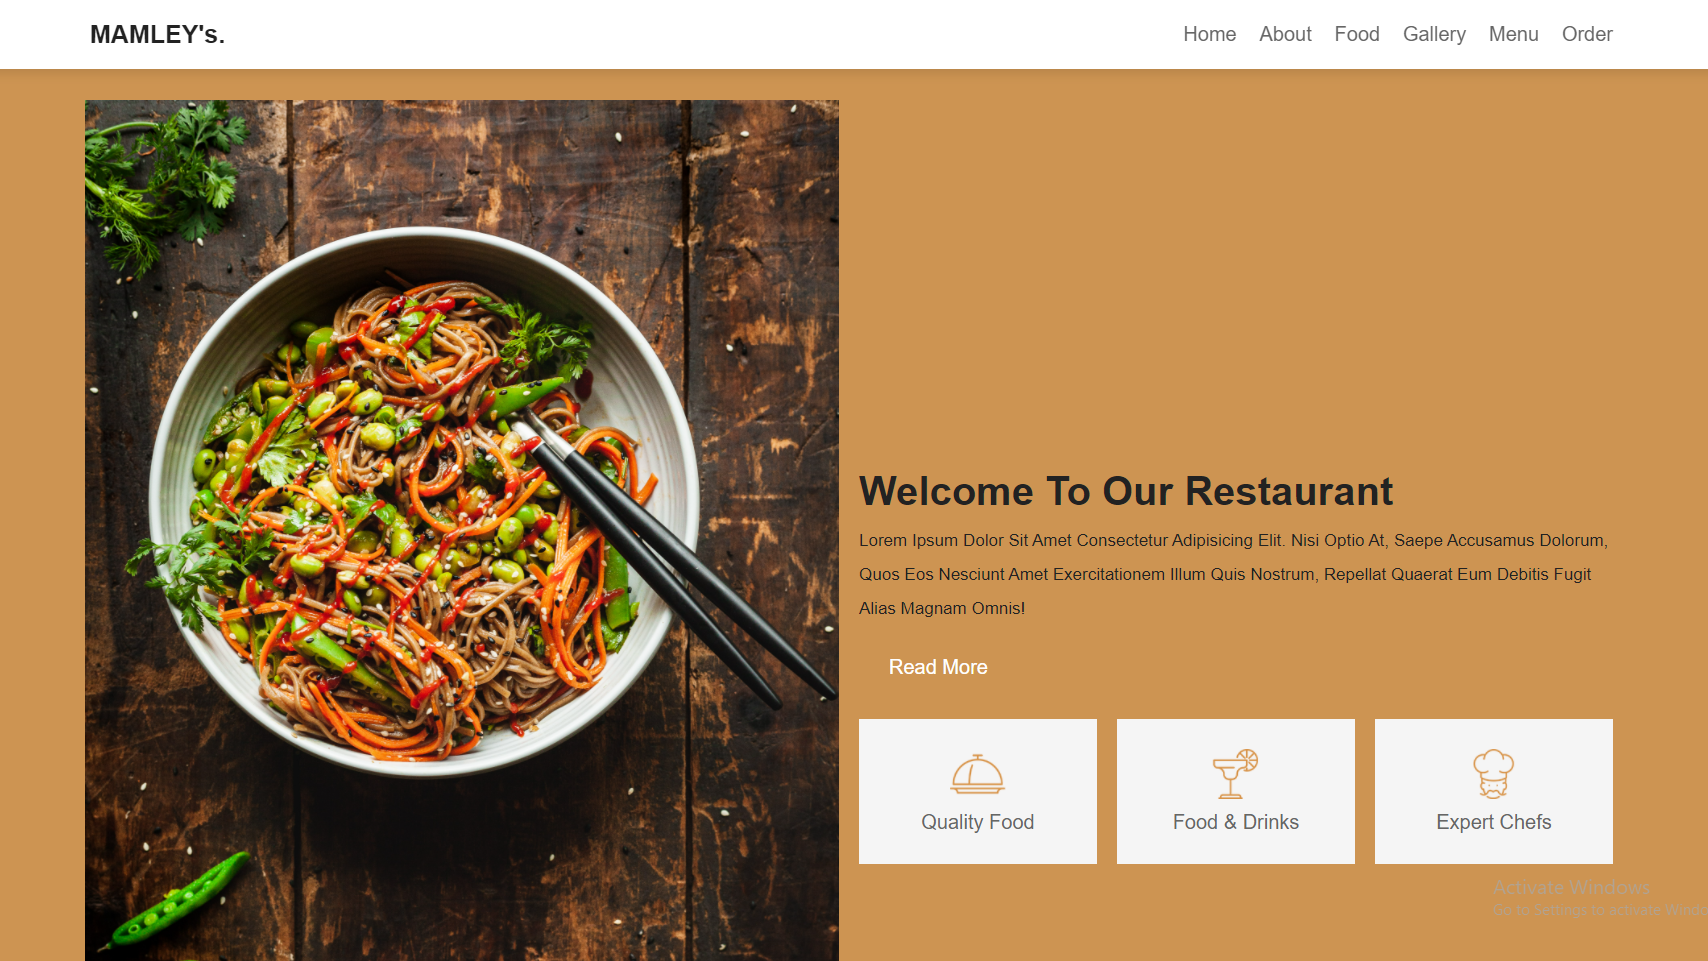 MAMLEY's.
Home About Food Gallery Menu Order
Welcome To Our Restaurant
Lorem Ipsum Dolor Sit Amet Consectetur Adipisicing Elit. Nisi Optio At, Saepe Accusamus Dolorum,
Quos Eos Nesciunt Amet Exercitationem Illum Quis Nostrum, Repellat Quaerat Eum Debitis Fugit
Alias Magnam Omnis!
Read More
Quality Food Food & Drinks Expert Chefs
Activate Windows
Go to Settings to activate Windo